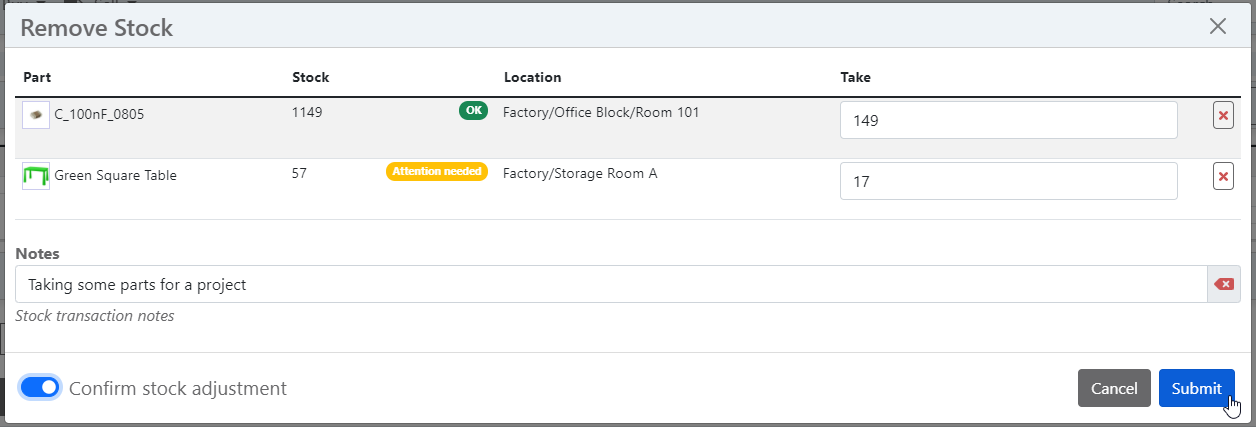 Remove Stock
Part Stock Location Take
C_100nF_0805 1149 OK Factory/Office Block/Room 101 149
Green Square Table 57 Attention needed Factory/Storage Room A 17
Notes
Taking some parts for a project
Stock transaction notes
Confirm stock adjustment Cancel Submit